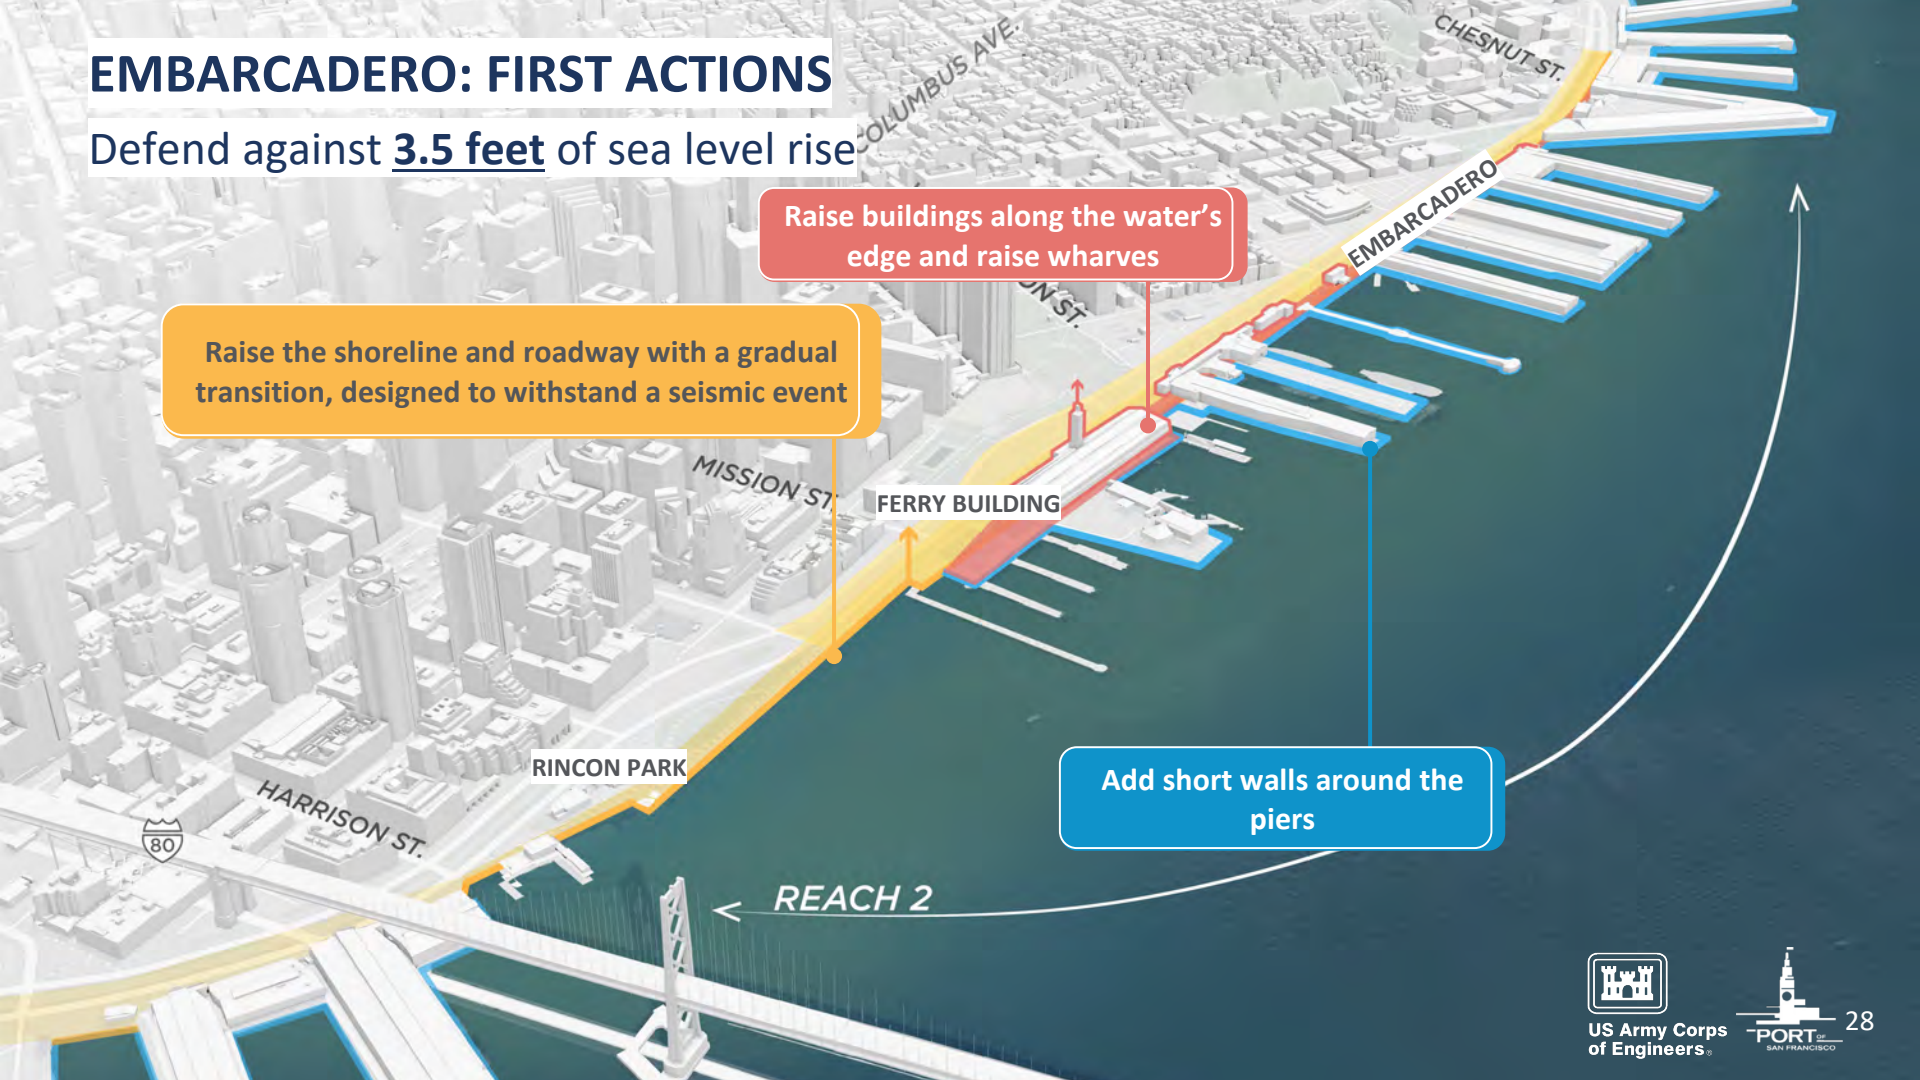 EMBARCADERO: FIRST ACTIONS
Defend against 3.5 feet of sea level rise
COLUMBUS AVE.
CHESNUT ST.
EMBARCADERO
Raise buildings along the water’s
edge and raise wharves
ON ST.
Raise the shoreline and roadway with a gradual
transition, designed to withstand a seismic event
MISSION ST.
FERRY BUILDING
RINCON PARK
HARRISON ST.
80
Add short walls around the
piers
REACH 2
US Army Corps
of Engineers®
PORT OF
SAN FRANCISCO
28